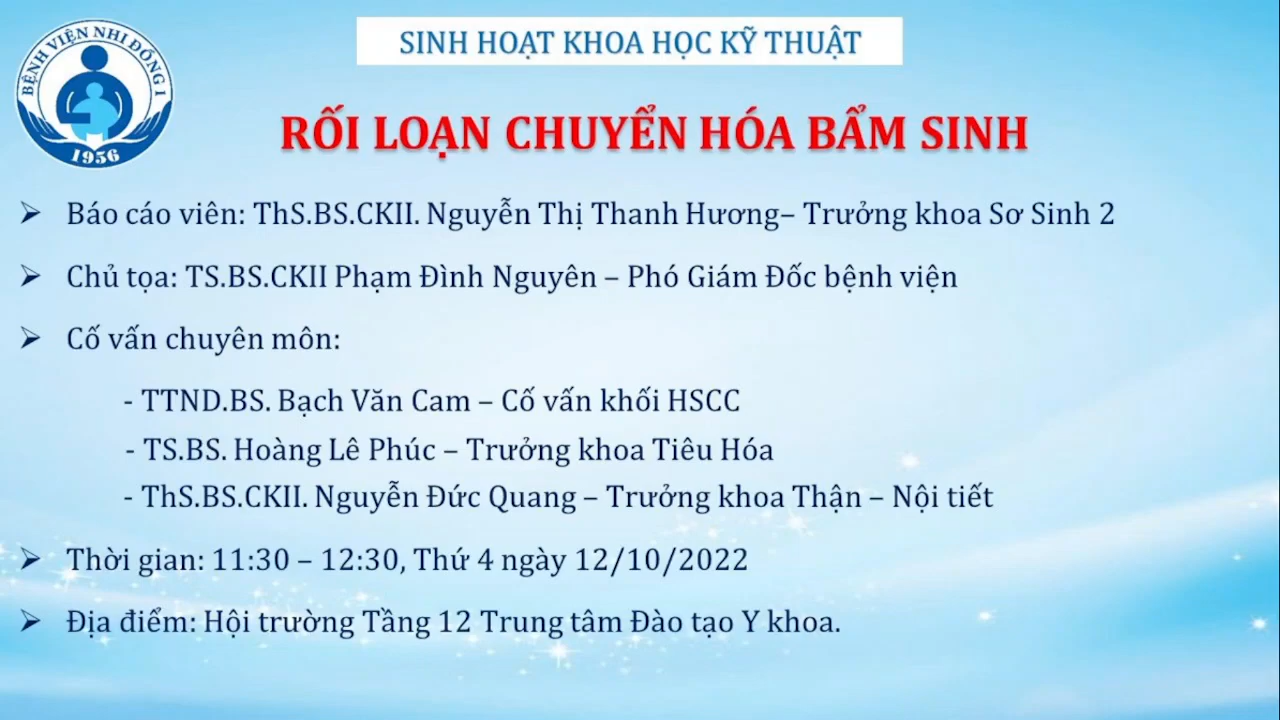 BỆNH VIỆN NHI ĐỒNG 1
1956
SINH HOẠT KHOA HỌC KỸ THUẬT
RỐI LOẠN CHUYỂN HÓA BẨM SINH
➢ Báo cáo viên: ThS.BS.CKII. Nguyễn Thị Thanh Hương– Trưởng khoa Sơ Sinh 2
➢ Chủ tọa: TS.BS.CKII Phạm Đình Nguyên – Phó Giám Đốc bệnh viện
➢ Cố vấn chuyên môn:
- TTND.BS. Bạch Văn Cam – Cố vấn khối HSCC
- TS.BS. Hoàng Lê Phúc – Trưởng khoa Tiêu Hóa
- ThS.BS.CKII. Nguyễn Đức Quang – Trưởng khoa Thận – Nội tiết
➢ Thời gian: 11:30 – 12:30, Thứ 4 ngày 12/10/2022
➢ Địa điểm: Hội trường Tầng 12 Trung tâm Đào tạo Y khoa.